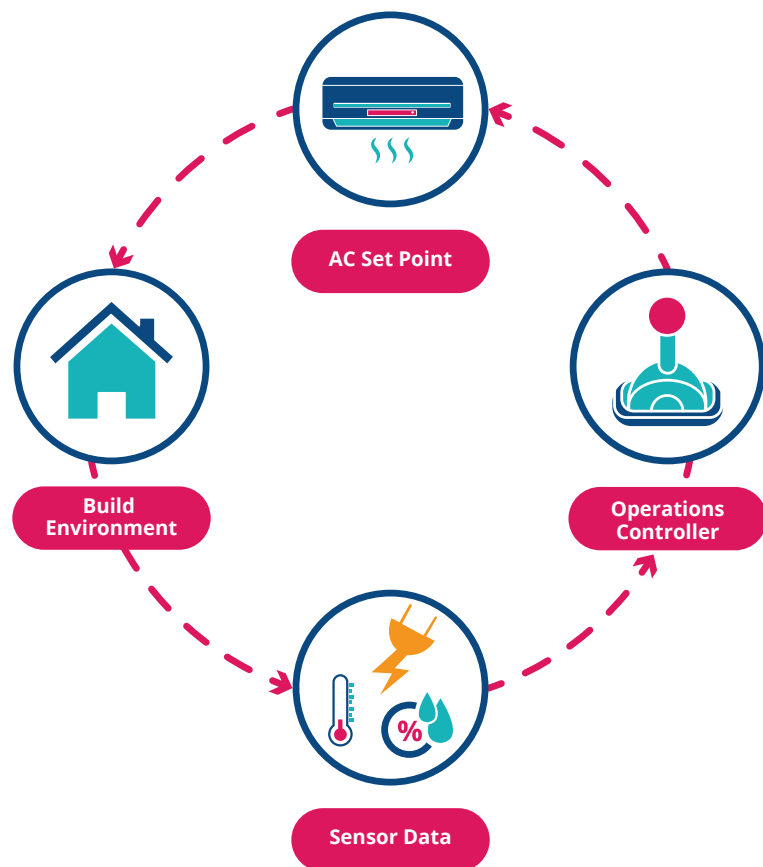 AC Set Point
Build
Environment
Operations
Controller
%
Sensor Data